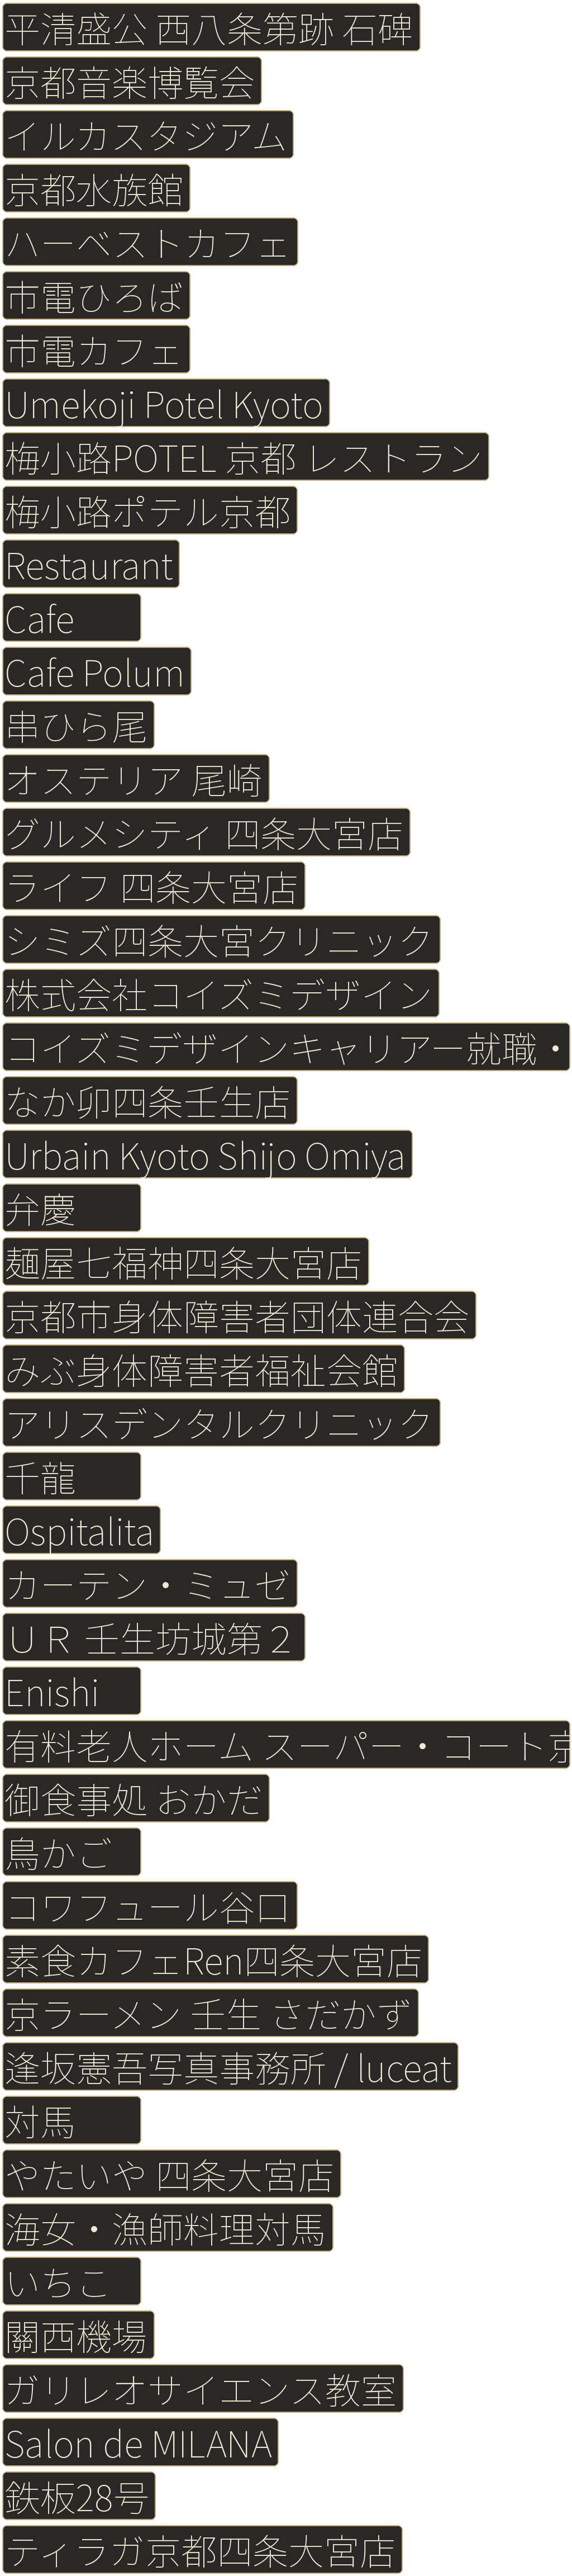 平清盛公 西八条第跡 石碑
京都音楽博覧会
イルカスタジアム
京都水族館
ハーベストカフェ
市電ひろば
市電カフェ
Umekoji Potel Kyoto
梅小路POTEL 京都 レストラン
梅小路ポテル京都
Restaurant
Cafe
Cafe Polum
串ひら尾
オステリア 尾崎
グルメシティ 四条大宮店
ライフ 四条大宮店
シミズ四条大宮クリニック
株式会社コイズミデザイン
コイズミデザインキャリアー就職・
なか卯四条壬生店
Urbain Kyoto Shijo Omiya
弁慶
麺屋七福神四条大宮店
京都市身体障害者団体連合会
みぶ身体障害者福祉会館
アリスデンタルクリニック
千龍
Ospitalita
カーテン・ミュゼ
ＵＲ 壬生坊城第２
Enishi
有料老人ホーム スーパー・コート京
御食事処 おかだ
鳥かご
コワフュール谷口
素食カフェRen四条大宮店
京ラーメン 壬生 さだかず
逢坂憲吾写真事務所 / luceat
対馬
やたいや 四条大宮店
海女・漁師料理対馬
いちこ
關西機場
ガリレオサイエンス教室
Salon de MILANA
鉄板28号
ティラガ京都四条大宮店